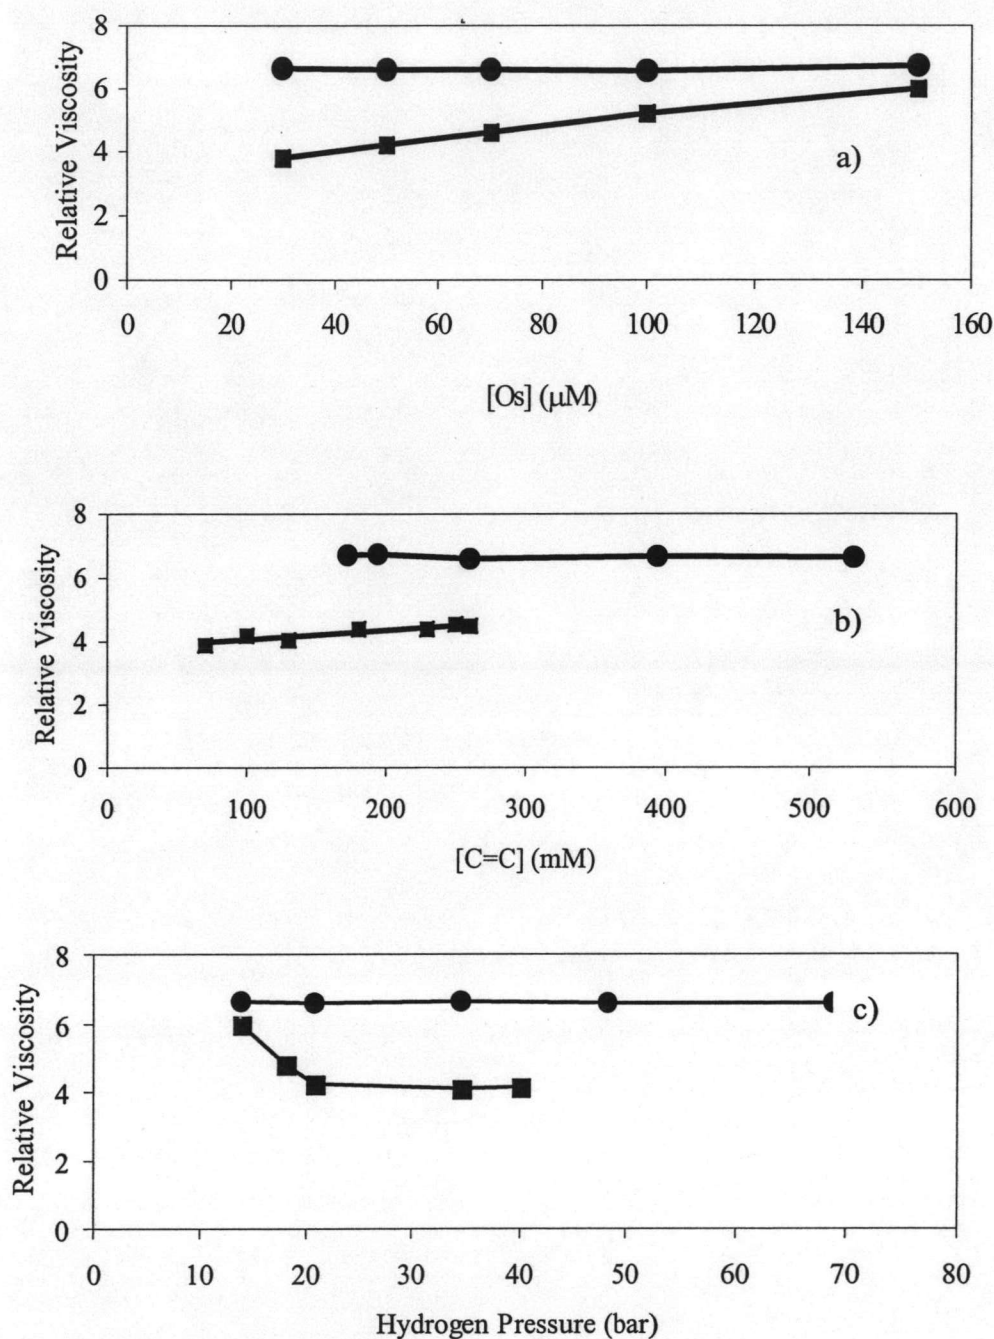 8
6
4
2
0
Relative Viscosity
a)
0 20 40 60 80 100 120 140 160
[Os] (μM)
8
6
4
2
0
Relative Viscosity
b)
0 100 200 300 400 500 600
[C=C] (mM)
8
6
4
2
0
Relative Viscosity
c)
0 10 20 30 40 50 60 70 80
Hydrogen Pressure (bar)